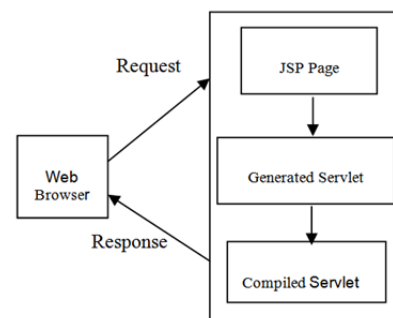 Request
JSP Page
Web
Browser
Generated Servlet
Response
Compiled Servlet